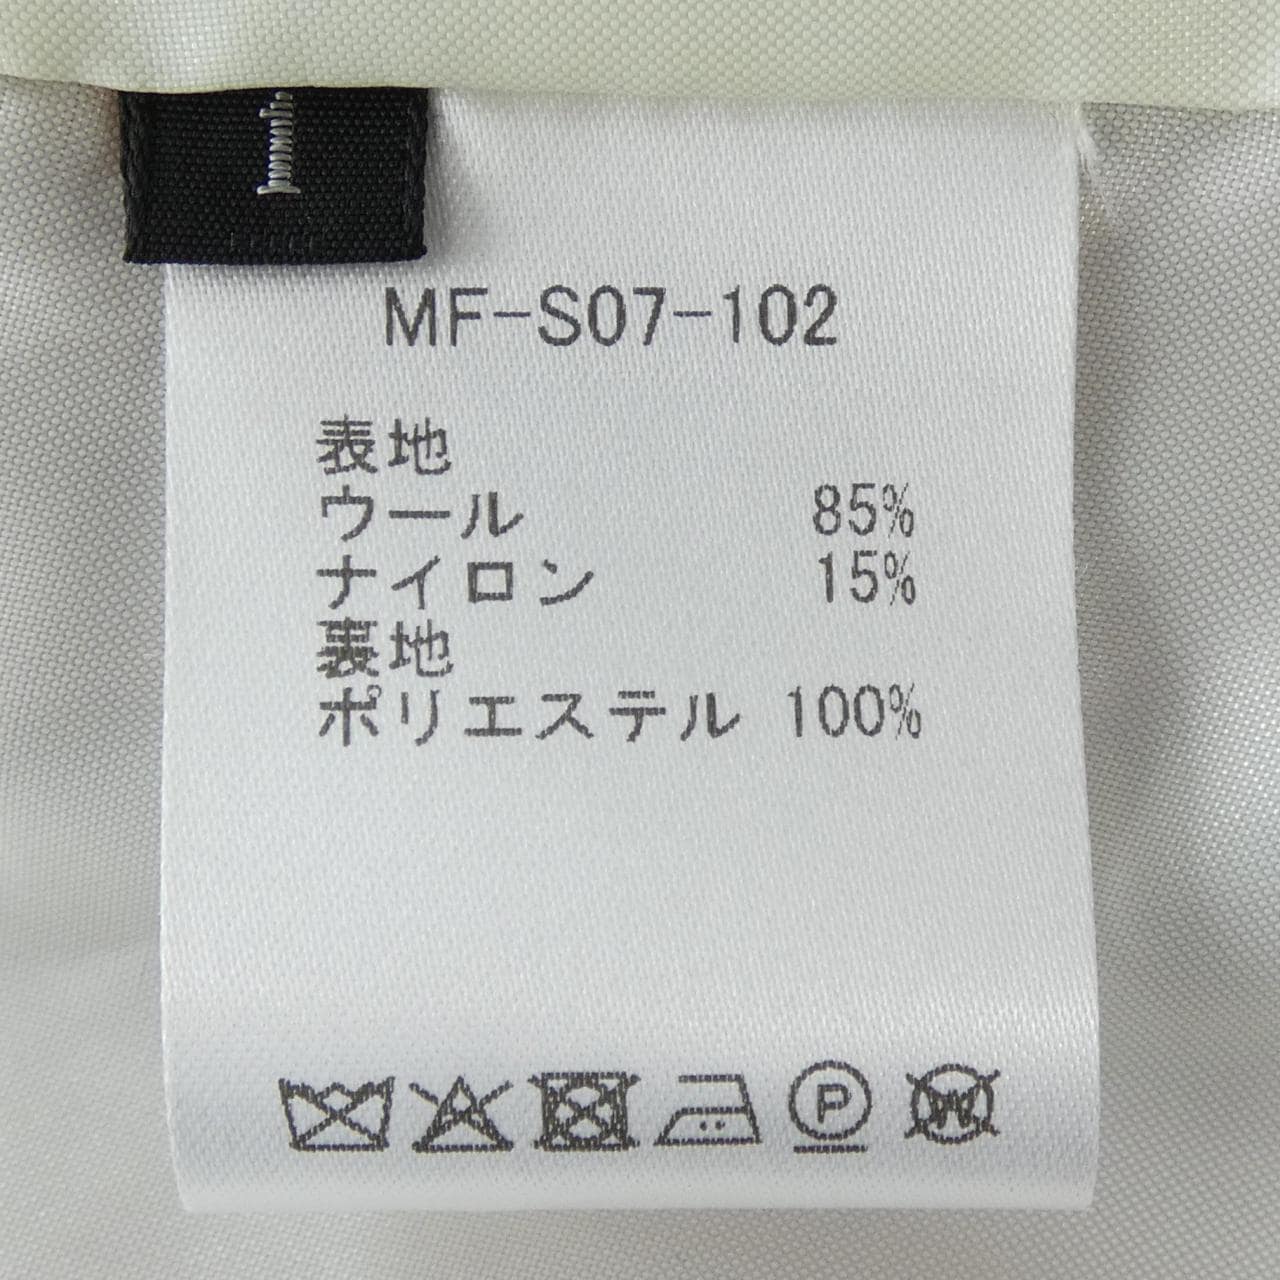 I
MF-S07-102
表地
ウール 85%
ナイロン 15%
裏地
ポリエステル 100%
P
W